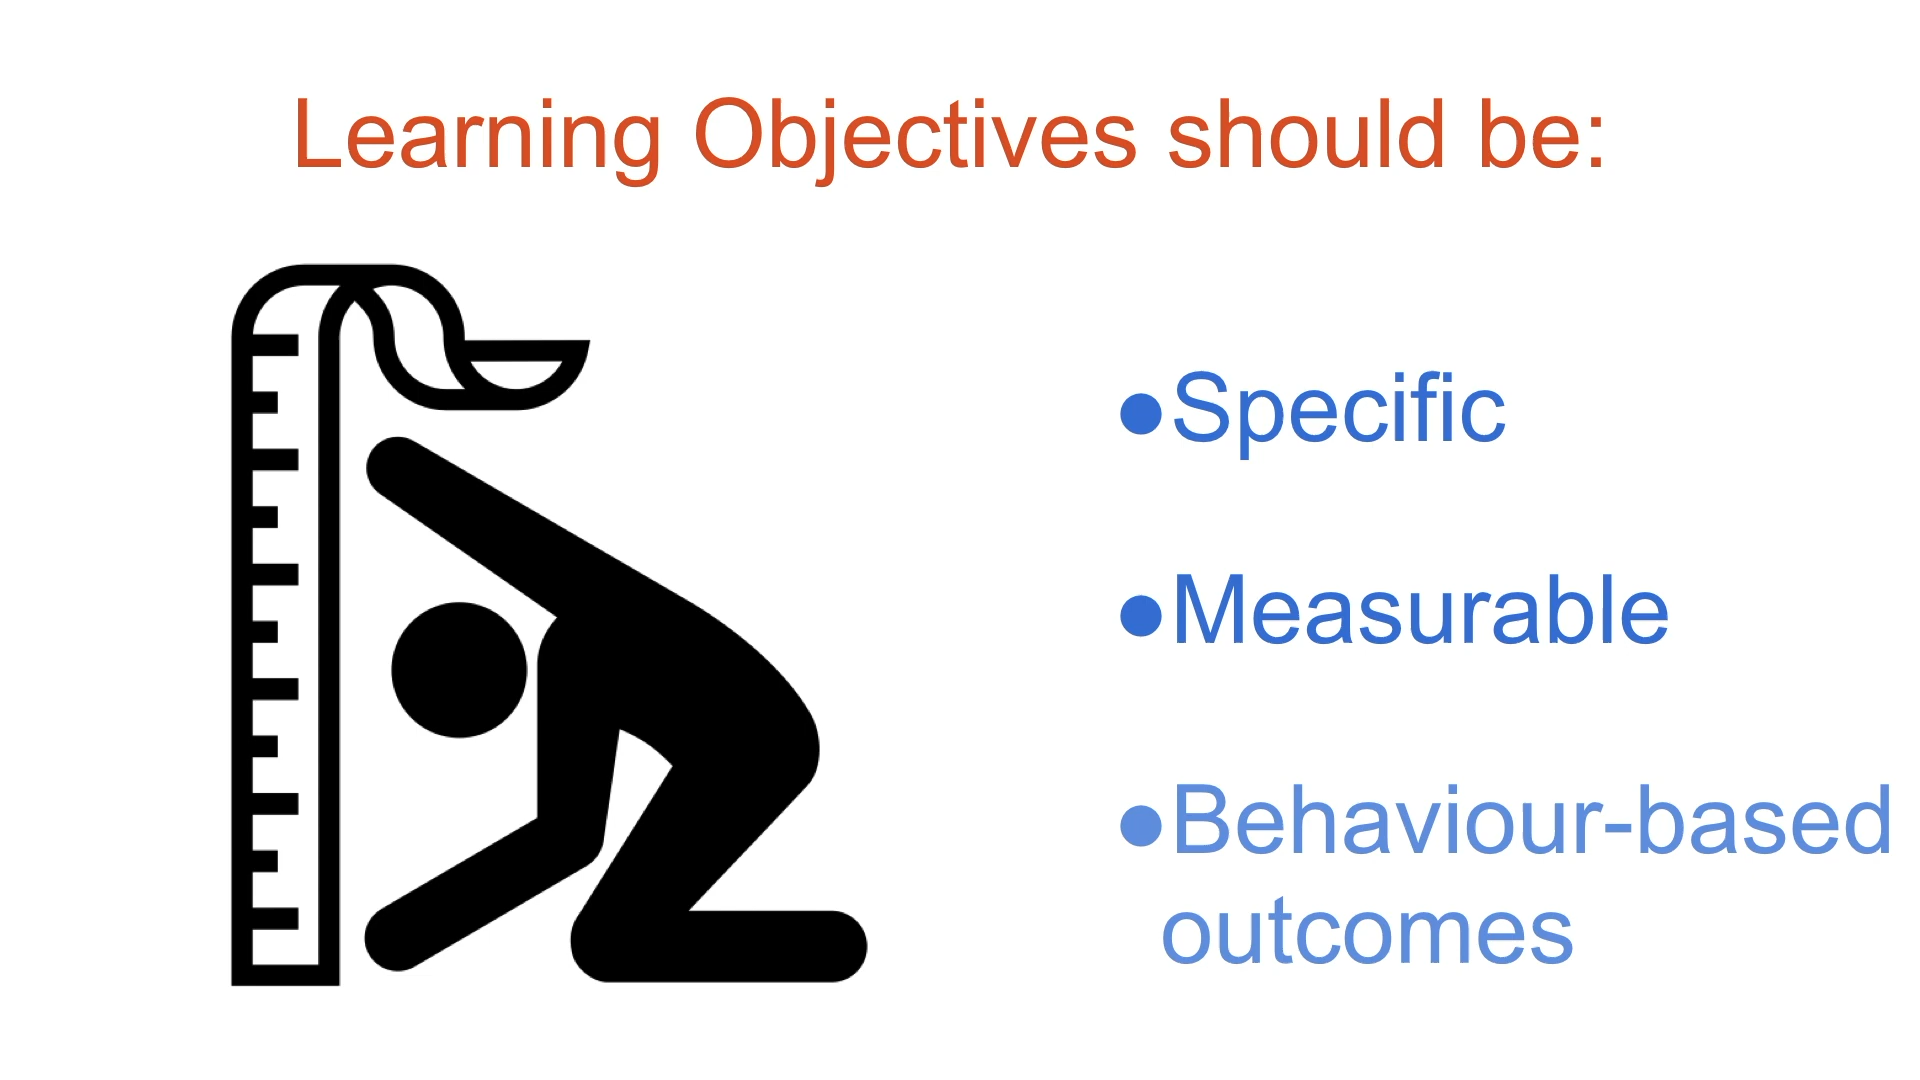 Learning Objectives should be:
●Specific
●Measurable
●Behaviour-based
outcomes